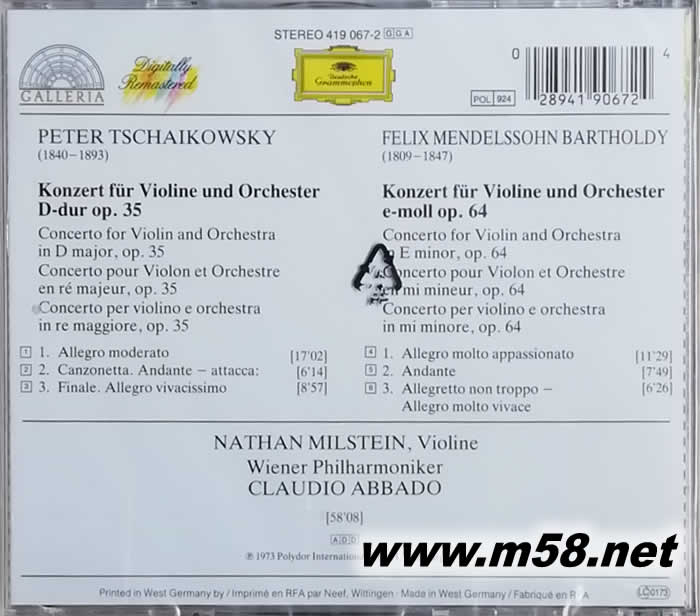 GALLERIA
Digitally
Remastered
STEREO 419 067-2 GGA
Deutsche
Grammophon
POL 924
0 28941 90672 4
PETER TSCHAIKOWSKY
(1840–1893)
Konzert für Violine und Orchester
D-dur op. 35
Concerto for Violin and Orchestra
in D major, op. 35
Concerto pour Violon et Orchestre
en ré majeur, op. 35
Concerto per violino e orchestra
in re maggiore, op. 35
1 1. Allegro moderato [17'02]
2 2. Canzonetta. Andante – attacca: [6'14]
3 3. Finale. Allegro vivacissimo [8'57]
FELIX MENDELSSOHN BARTHOLDY
(1809–1847)
Konzert für Violine und Orchester
e-moll op. 64
Concerto for Violin and Orchestra
in E minor, op. 64
Concerto pour Violon et Orchestre
en mi mineur, op. 64
Concerto per violino e orchestra
in mi minore, op. 64
4 1. Allegro molto appassionato [11'29]
5 2. Andante [7'49]
6 3. Allegretto non troppo – [6'26]
Allegro molto vivace
NATHAN MILSTEIN, Violine
Wiener Philharmoniker
CLAUDIO ABBADO
[58'08]
ADD
℗ 1973 Polydor International
www.m58.net
Printed in West Germany by / Imprimé en RFA par Neef, Wittingen · Made in West Germany / Fabriqué en RFA
LC 0173